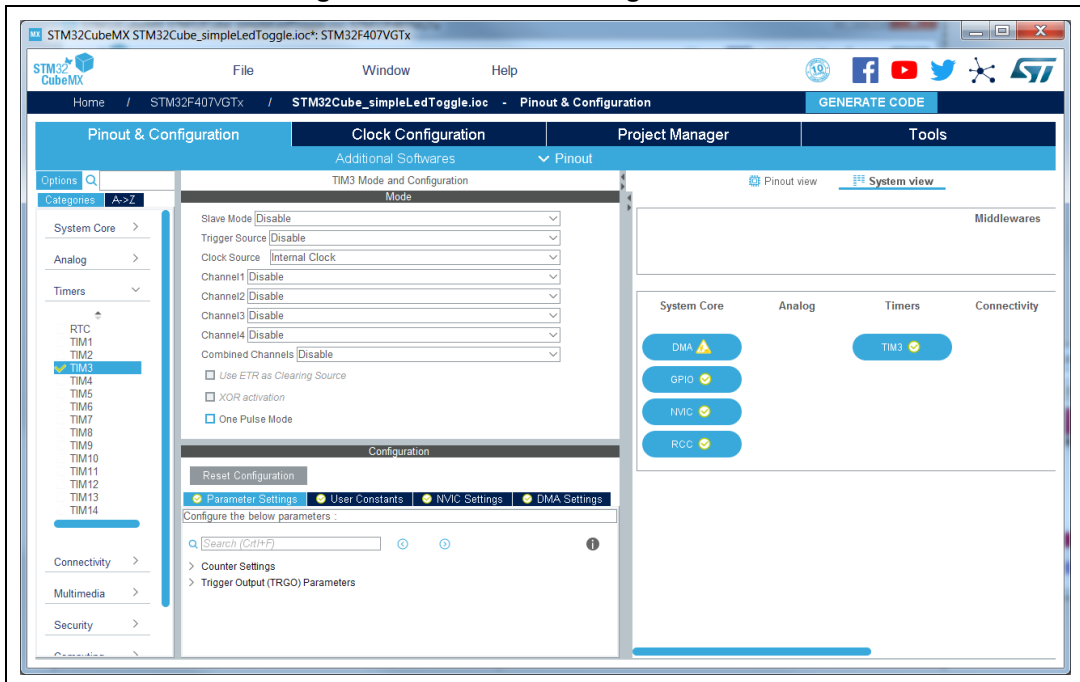 STM32CubeMX STM32Cube_simpleLedToggle.ioc*: STM32F407VGTx
STM32 CubeMX
File Window Help
10
Home / STM32F407VGTx / STM32Cube_simpleLedToggle.ioc - Pinout & Configuration GENERATE CODE
Pinout & Configuration Clock Configuration Project Manager Tools
Additional Softwares Pinout
Options
Categories A->Z
System Core
Analog
Timers
RTC
TIM1
TIM2
TIM3
TIM4
TIM5
TIM6
TIM7
TIM8
TIM9
TIM10
TIM11
TIM12
TIM13
TIM14
Connectivity
Multimedia
Security
TIM3 Mode and Configuration
Mode
Slave Mode Disable
Trigger Source Disable
Clock Source Internal Clock
Channel1 Disable
Channel2 Disable
Channel3 Disable
Channel4 Disable
Combined Channels Disable
Use ETR as Clearing Source
XOR activation
One Pulse Mode
Configuration
Reset Configuration
Parameter Settings User Constants NVIC Settings DMA Settings
Configure the below parameters :
Search (Crtl+F)
Counter Settings
Trigger Output (TRGO) Parameters
Pinout view System view
Middlewares
System Core Analog Timers Connectivity
DMA TIM3
GPIO
NVIC
RCC